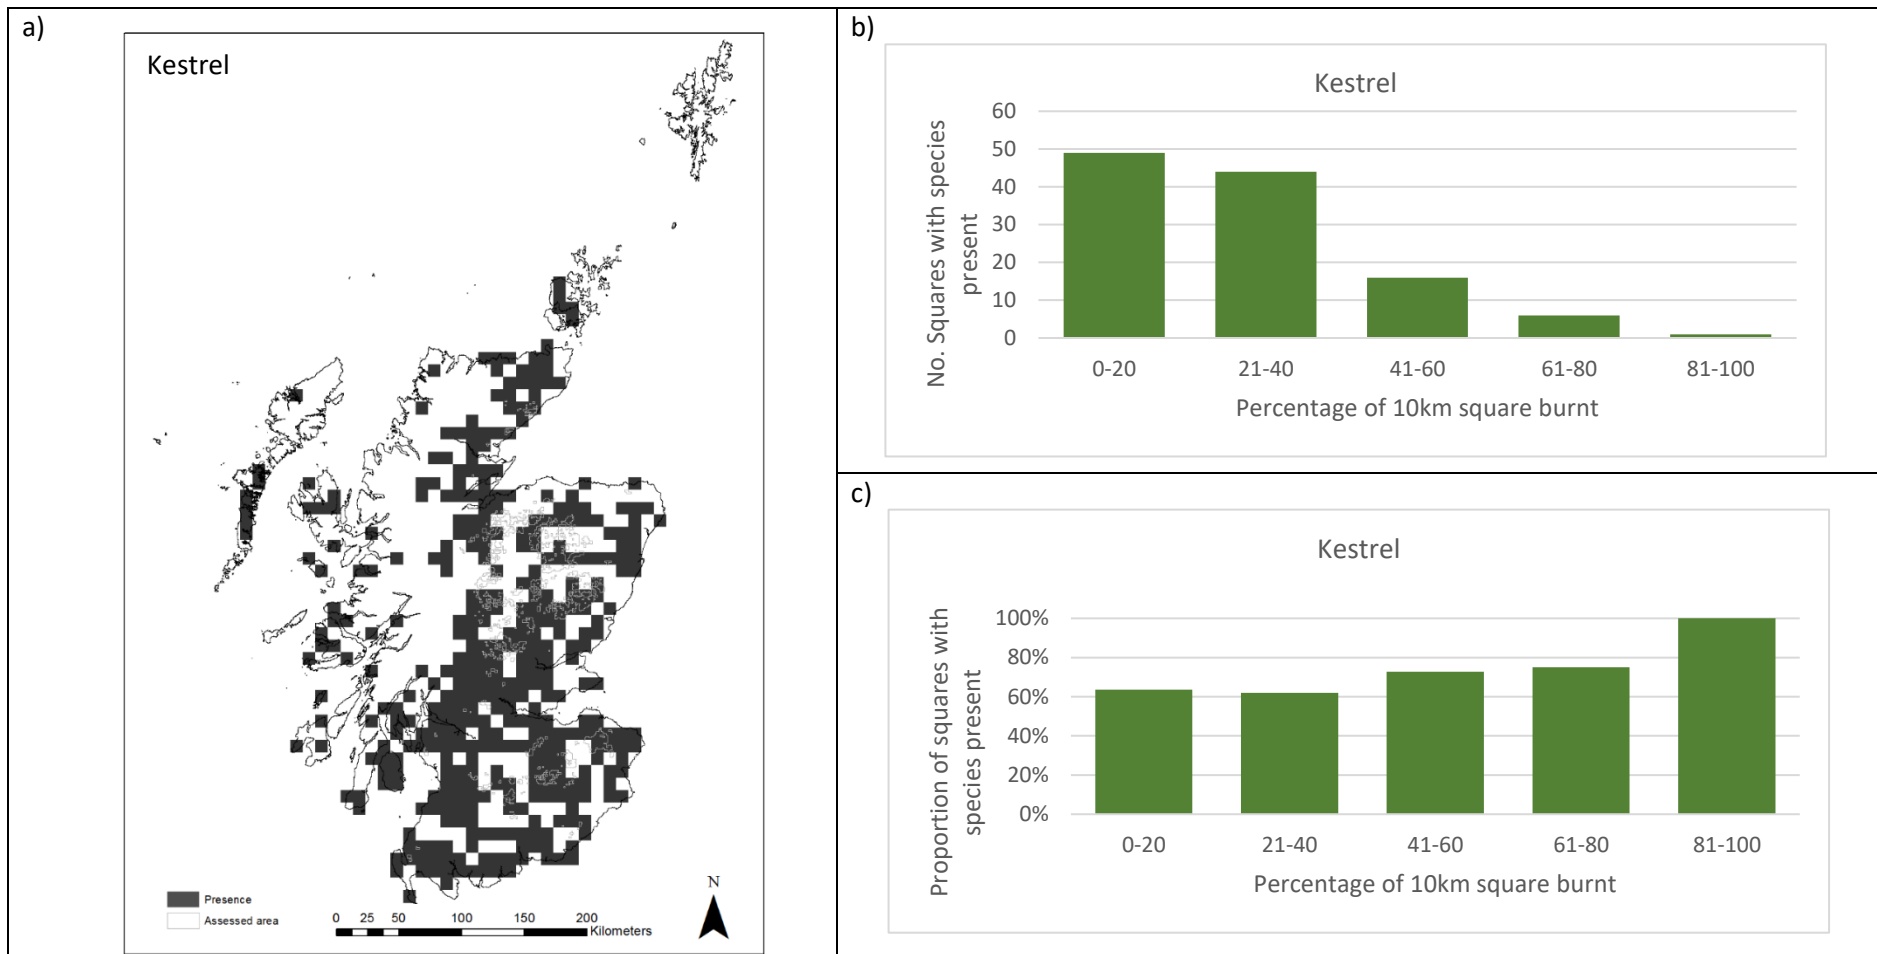 a)
Kestrel
N
Presence
Assessed area
0 25 50 100 150 200
Kilometers
b)
Kestrel
No. Squares with species
present
60
50
40
30
20
10
0
0-20 21-40 41-60 61-80 81-100
Percentage of 10km square burnt
c)
Kestrel
Proportion of squares with
species present
100%
80%
60%
40%
20%
0%
0-20 21-40 41-60 61-80 81-100
Percentage of 10km square burnt